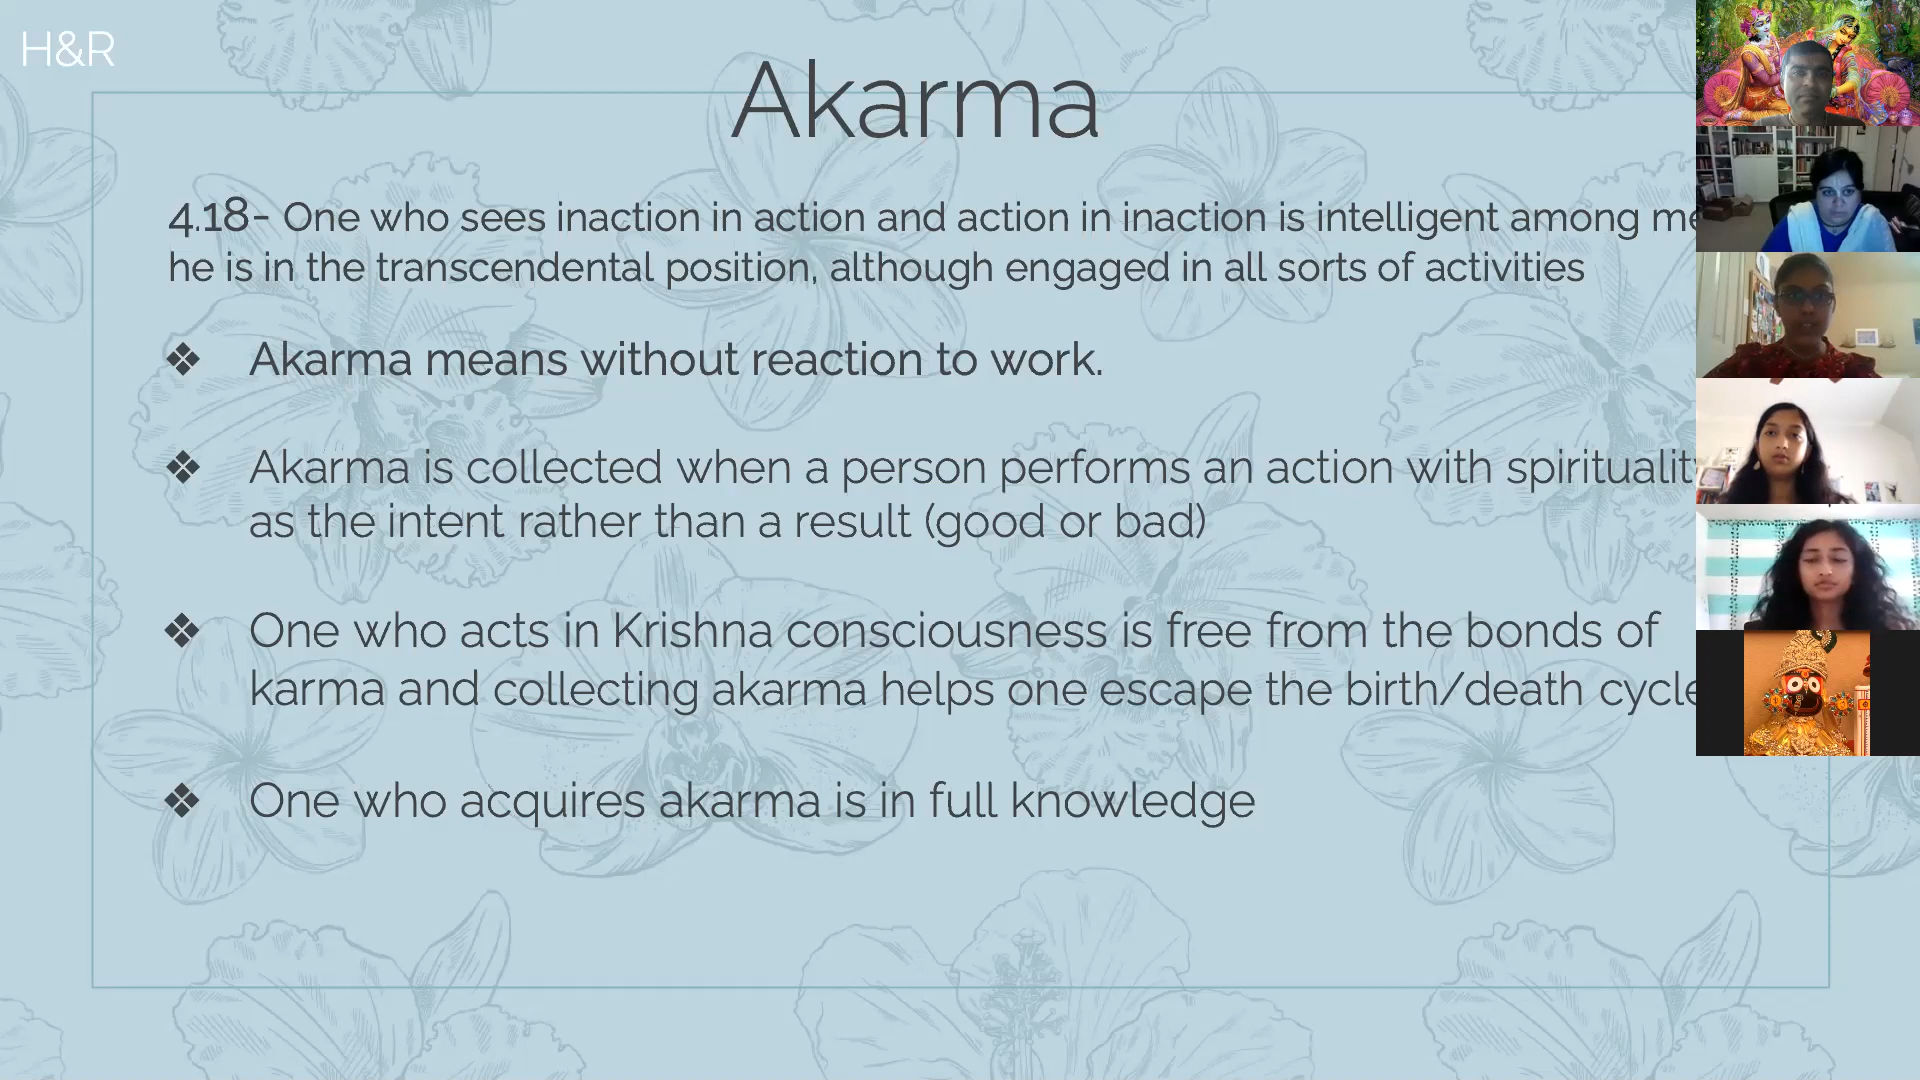 H&R
Akarma
4.18- One who sees inaction in action and action in inaction is intelligent among
he is in the transcendental position, although engaged in all sorts of activities
❖ Akarma means without reaction to work.
❖ Akarma is collected when a person performs an action with spirituality
as the intent rather than a result (good or bad)
❖ One who acts in Krishna consciousness is free from the bonds of
karma and collecting akarma helps one escape the birth/death cycle
❖ One who acquires akarma is in full knowledge